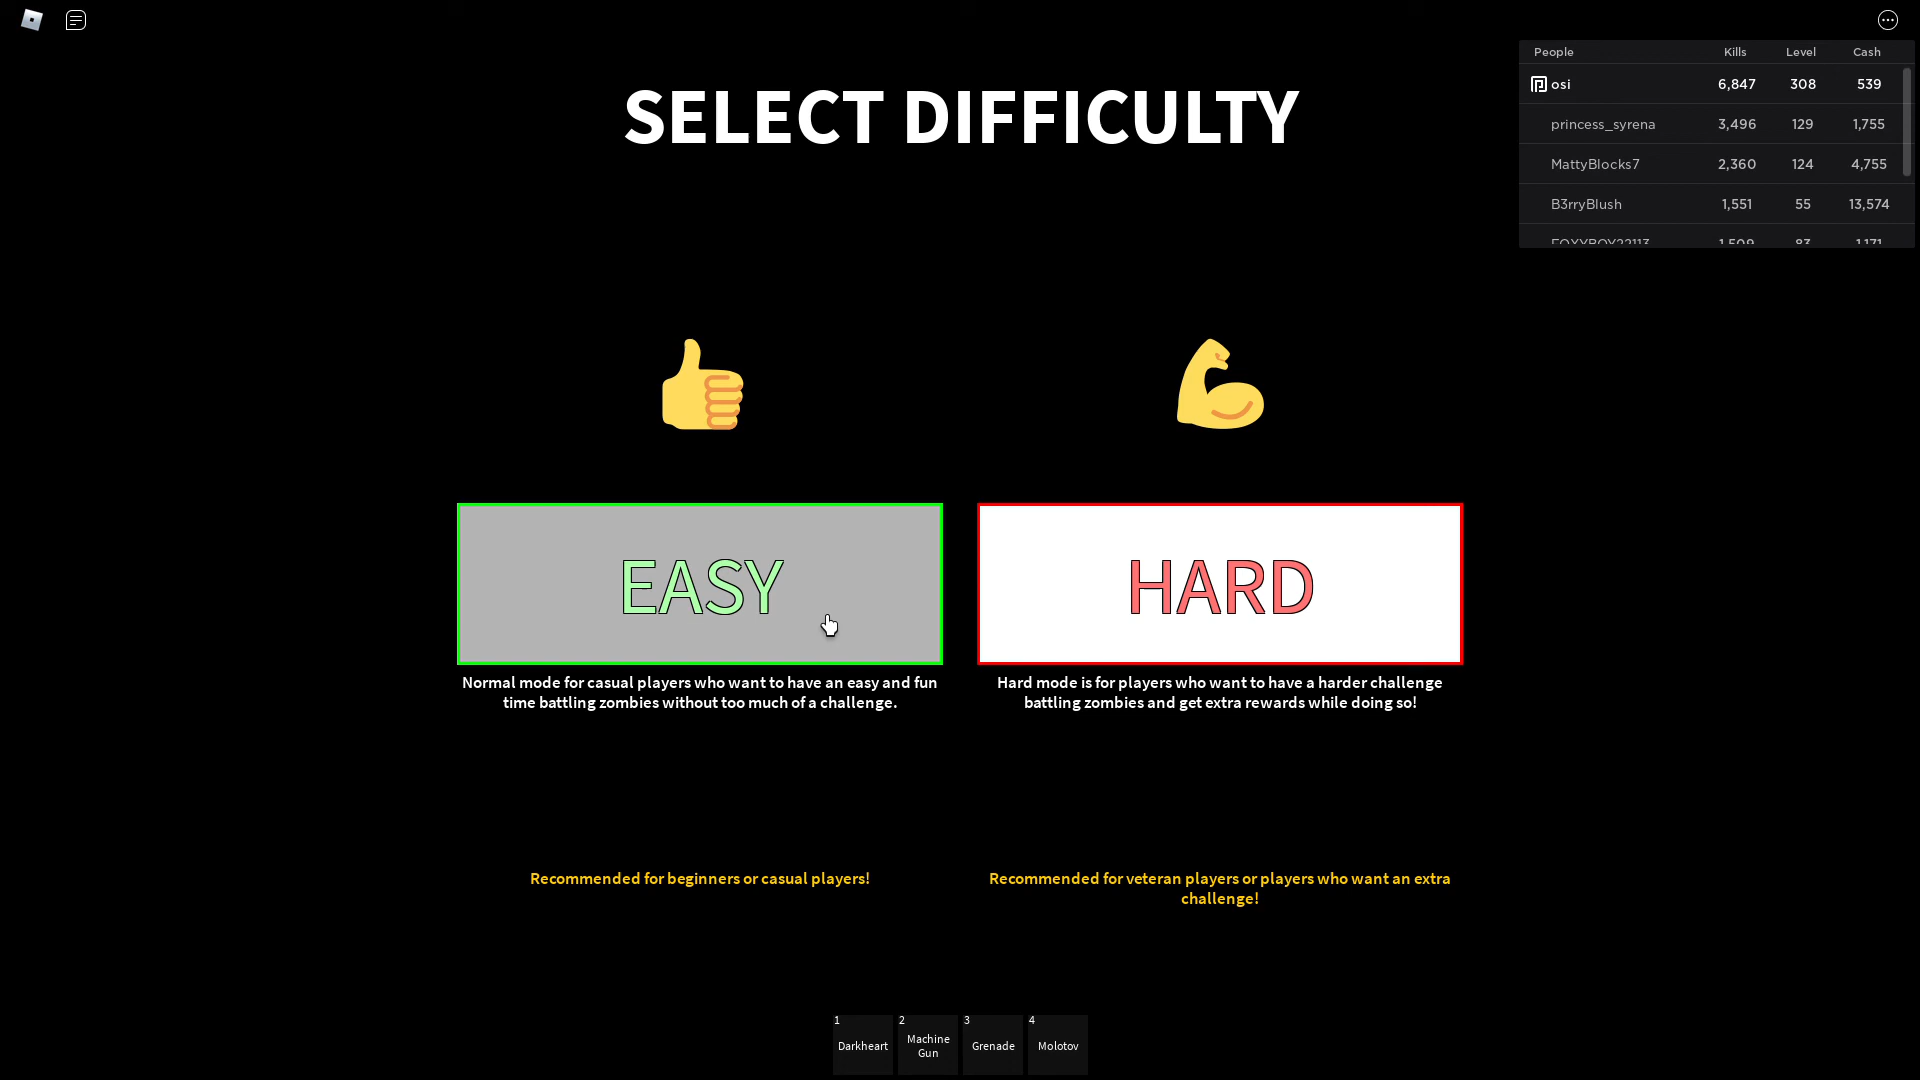 People Kills Level Cash
osi 6,847 308 539
princess_syrena 3,496 129 1,755
MattyBlocks7 2,360 124 4,755
B3rryBlush 1,551 55 13,574
SELECT DIFFICULTY
EASY
HARD
Normal mode for casual players who want to have an easy and fun
time battling zombies without too much of a challenge.
Hard mode is for players who want to have a harder challenge
battling zombies and get extra rewards while doing so!
Recommended for beginners or casual players!
Recommended for veteran players or players who want an extra
challenge!
1
Darkheart
2
Machine
Gun
3
Grenade
4
Molotov